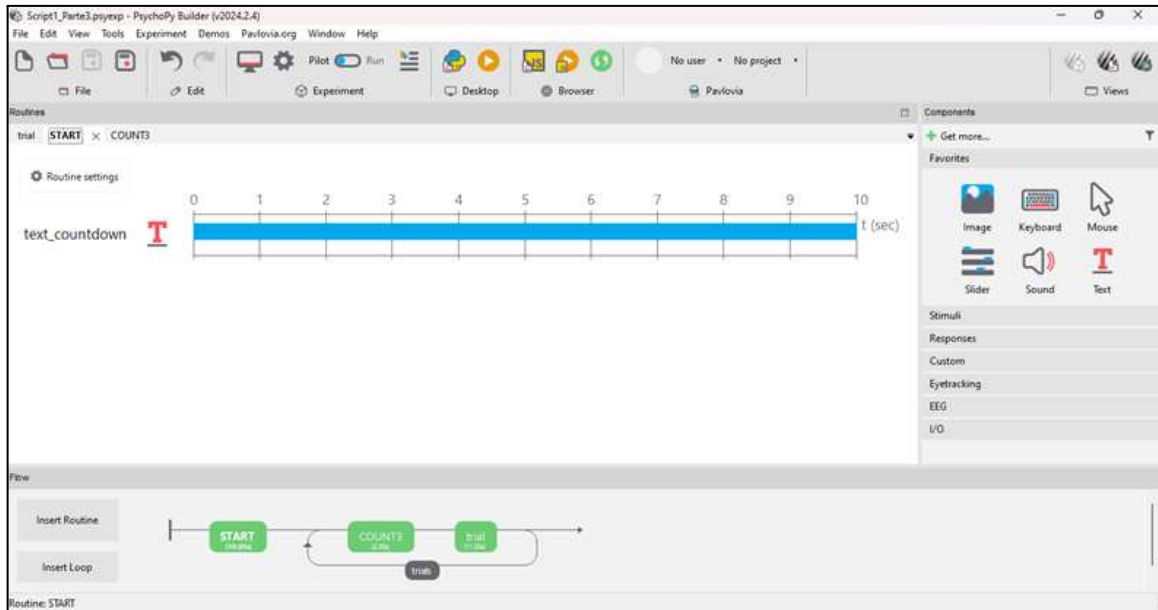 Script1_Parte3.psyexp - PsychoPy Builder (v2024.2.4)
File Edit View Tools Experiment Demos Pavlovia.org Window Help
Pilot Run
No user No project
File Edit Experiment Desktop Browser Pavlovia Views
Routines
Components
trial START COUNT3
Get more...
Favorites
Routine settings
0 1 2 3 4 5 6 7 8 9 10
t (sec)
text_countdown
Image Keyboard Mouse
Slider Sound Text
Stimuli
Responses
Custom
Eyetracking
EEG
I/O
Flow
Insert Routine
START COUNT3 trial
Insert Loop
trials
Routine: START